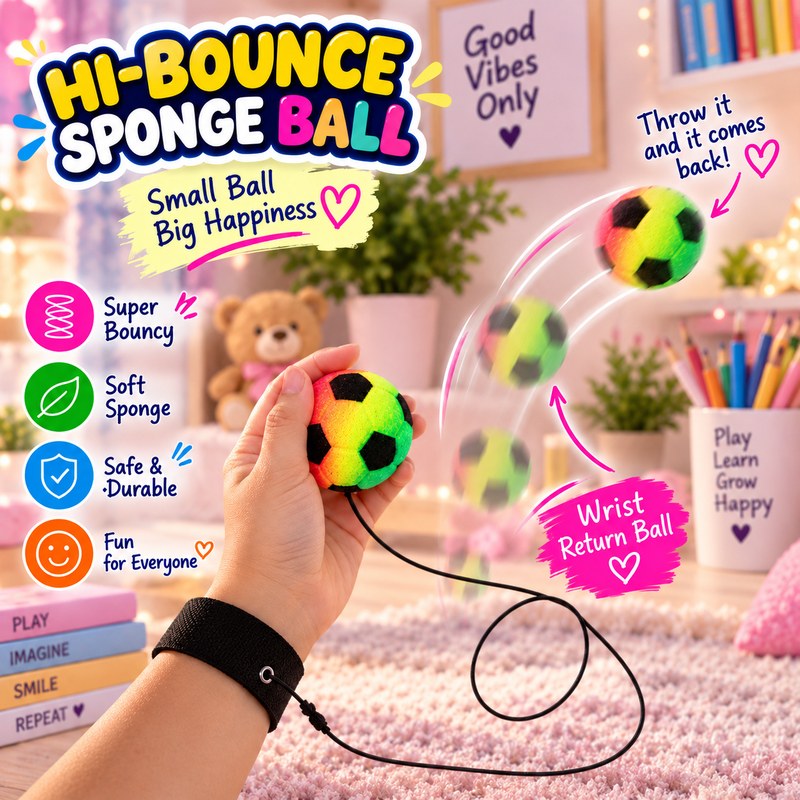 HI-BOUNCE
SPONGE BALL
Small Ball
Big Happiness
Good
Vibes
Only
Throw it
and it comes
back!
Super
Bouncy
Soft
Sponge
Safe &
·Durable
Fun
for Everyone
Wrist
Return Ball
Play
Learn
Grow
Happy
PLAY
IMAGINE
SMILE
REPEAT